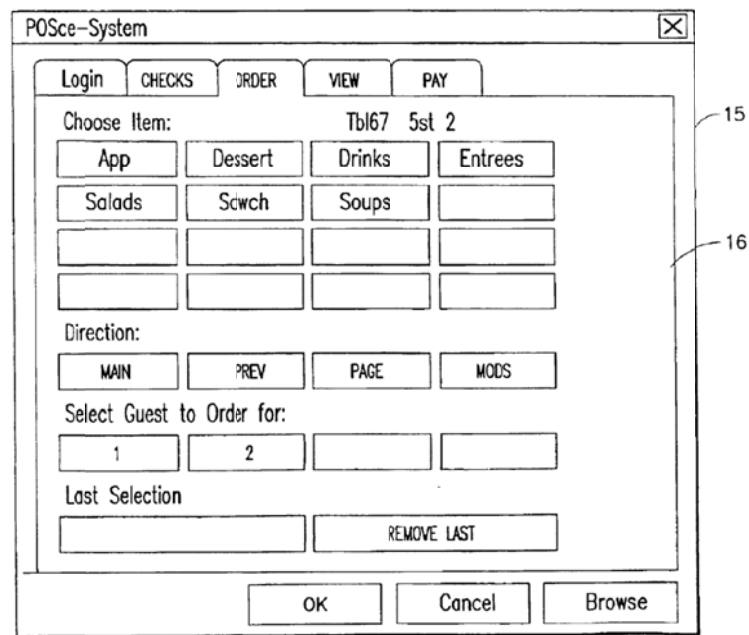 POSce-System
Login CHECKS ORDER VIEW PAY
Choose Item: Tbl67 5st 2
15
App Dessert Drinks Entrees
Salads Sdwch Soups
16
Direction:
MAIN PREV PAGE MODS
Select Guest to Order for:
1 2
Last Selection
REMOVE LAST
OK Cancel Browse